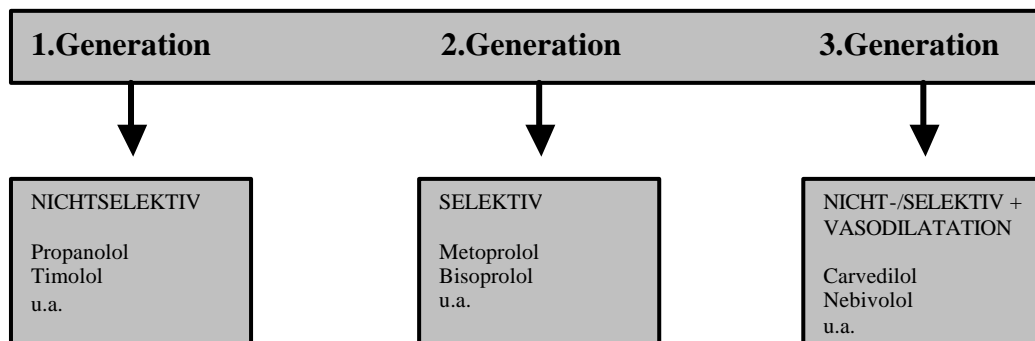 1.Generation 2.Generation 3.Generation
NICHTSELEKTIV
Propanolol
Timolol
u.a.
SELEKTIV
Metoprolol
Bisoprolol
u.a.
NICHT-/SELEKTIV +
VASODILATATION
Carvedilol
Nebivolol
u.a.